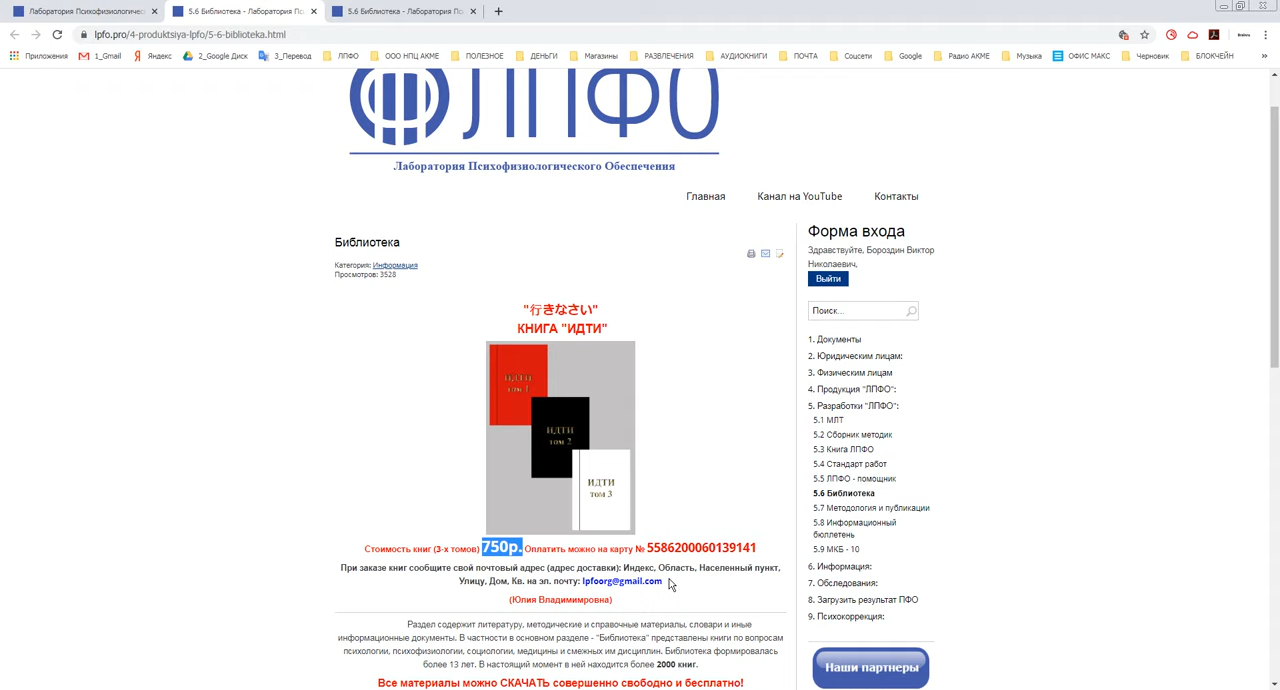 Лаборатория Психофизиологичес
5.6 Библиотека - Лаборатория Пс
5.6 Библиотека - Лаборатория Пс
lpfo.pro/4-produktsiya-lpfo/5-6-biblioteka.html
Приложения 1_Gmail Яндекс 2_Google Диск 3_Перевод ЛПФО ООО НПЦ АКМЕ ПОЛЕЗНОЕ ДЕНЬГИ Магазины РАЗВЛЕЧЕНИЯ АУДИОКНИГИ ПОЧТА Соцсети Google Радио АКМЕ Музыка ОФИС МАКС Черновик БЛОКЧЕЙН »
ЛПФО
Лаборатория Психофизиологического Обеспечения
Главная Канал на YouTube Контакты
Библиотека
Категория: Информация
Просмотров: 3528
"行きなさい"
КНИГА "ИДТИ"
ИДТИ
том 1
ИДТИ
том 2
ИДТИ
том 3
Стоимость книг (3-х томов) 750р. Оплатить можно на карту № 5586200060139141
При заказе книг сообщите свой почтовый адрес (адрес доставки): Индекс, Область, Населенный пункт,
Улицу, Дом, Кв. на эл. почту: lpfoorg@gmail.com
(Юлия Владимимровна)
Раздел содержит литературу, методические и справочные материалы, словари и иные
информационные документы. В частности в основном разделе - "Библиотека" представлены книги по вопросам
психологии, психофизиологии, социологии, медицины и смежным им дисциплин. Библиотека формировалась
более 13 лет. В настоящий момент в ней находится более 2000 книг.
Все материалы можно СКАЧАТЬ совершенно свободно и бесплатно!
Форма входа
Здравствуйте, Бороздин Виктор
Николаевич,
Выйти
Поиск...
1. Документы
2. Юридическим лицам:
3. Физическим лицам
4. Продукция "ЛПФО":
5. Разработки "ЛПФО":
5.1 МЛТ
5.2 Сборник методик
5.3 Книга ЛПФО
5.4 Стандарт работ
5.5 ЛПФО - помощник
5.6 Библиотека
5.7 Методология и публикации
5.8 Информационный
бюллетень
5.9 МКБ - 10
6. Информация:
7. Обследования:
8. Загрузить результат ПФО
9. Психокоррекция:
Наши партнеры